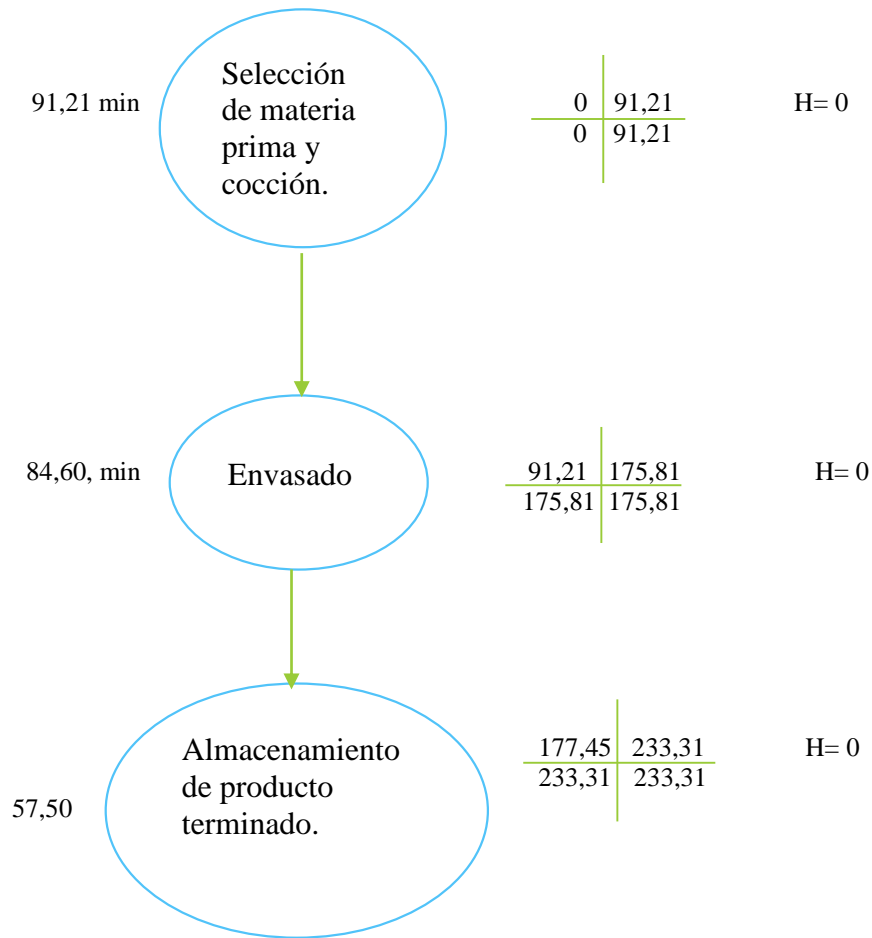 91,21 min
Selección
de materia
prima y
cocción.
0 91,21
0 91,21
H= 0
84,60, min
Envasado
91,21 175,81
175,81 175,81
H= 0
57,50
Almacenamiento
de producto
terminado.
177,45 233,31
233,31 233,31
H= 0